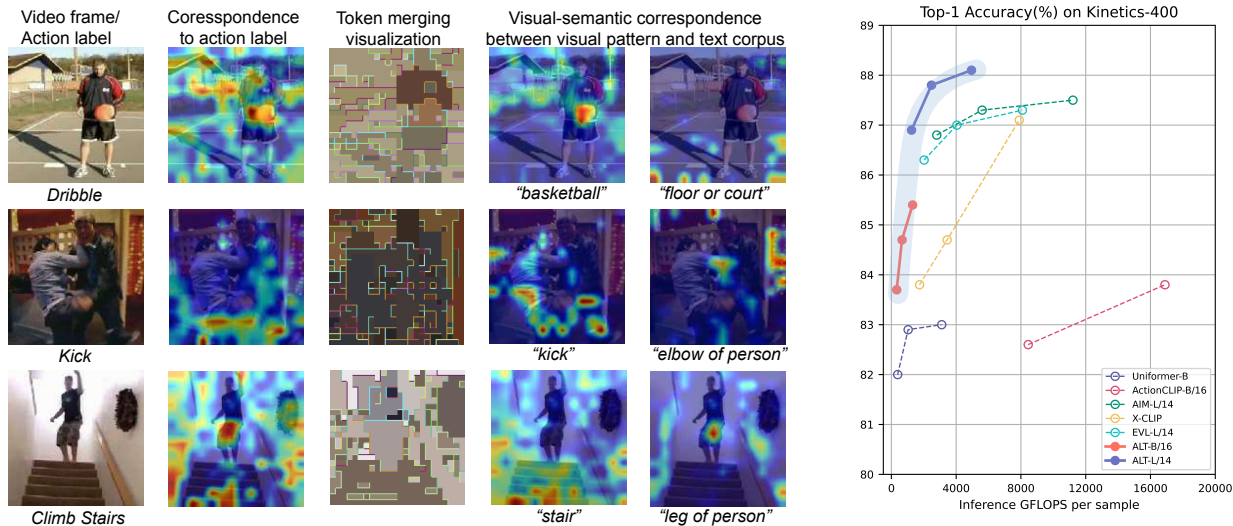 Video frame/
Action label
Coresspondence
to action label
Token merging
visualization
Visual-semantic correspondence
between visual pattern and text corpus
Dribble
“basketball”
“floor or court”
Kick
“kick”
“elbow of person”
Climb Stairs
“stair”
“leg of person”
Top-1 Accuracy(%) on Kinetics-400
89
88
87
86
85
84
83
82
81
80
0 4000 8000 12000 16000 20000
Inference GFLOPS per sample
Uniformer-B
ActionCLIP-B/16
AIM-L/14
X-CLIP
EVL-L/14
ALT-B/16
ALT-L/14